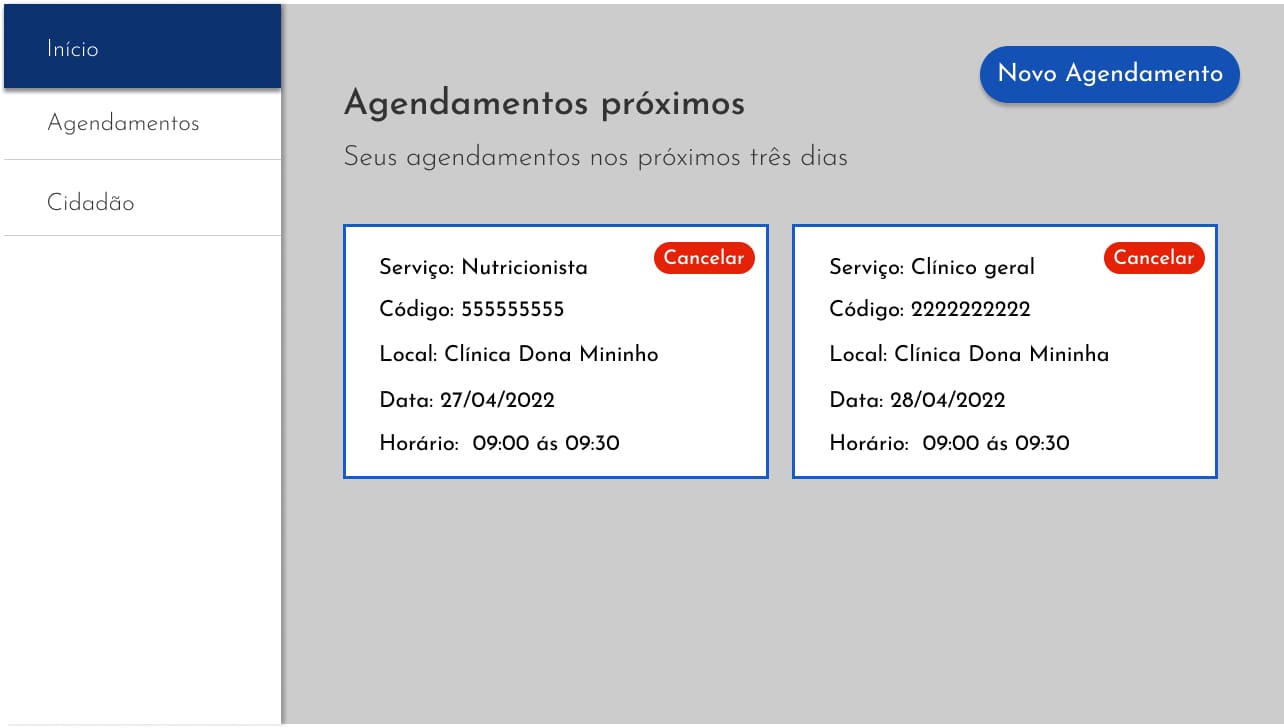 Início
Agendamentos
Cidadão
Novo Agendamento
Agendamentos próximos
Seus agendamentos nos próximos três dias
Cancelar
Serviço: Nutricionista
Código: 555555555
Local: Clínica Dona Mininho
Data: 27/04/2022
Horário: 09:00 ás 09:30
Cancelar
Serviço: Clínico geral
Código: 2222222222
Local: Clínica Dona Mininha
Data: 28/04/2022
Horário: 09:00 ás 09:30